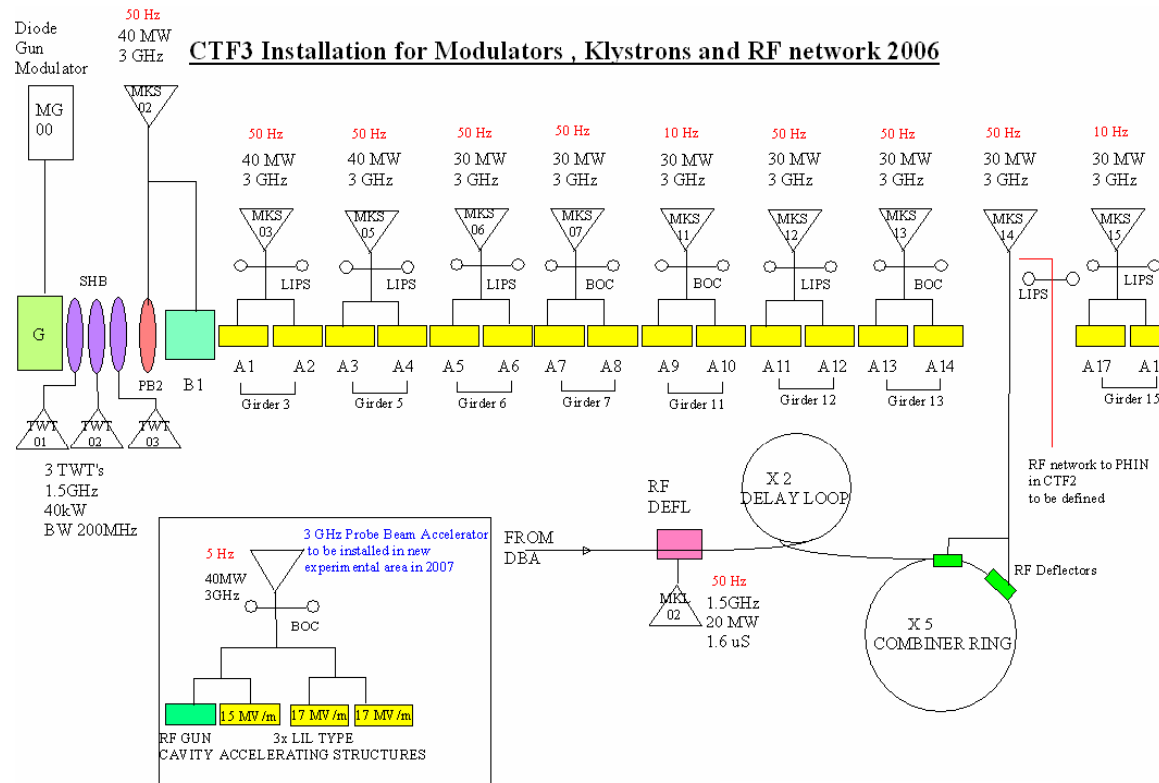 CTF3 Installation for Modulators , Klystrons and RF network 2006
Diode
Gun
Modulator
MG
00
50 Hz
40 MW
3 GHz
MKS
02
50 Hz
40 MW
3 GHz
MKS
03
LIPS
50 Hz
40 MW
3 GHz
MKS
05
LIPS
50 Hz
30 MW
3 GHz
MKS
06
LIPS
50 Hz
30 MW
3 GHz
MKS
07
BOC
10 Hz
30 MW
3 GHz
MKS
11
BOC
50 Hz
30 MW
3 GHz
MKS
12
LIPS
50 Hz
30 MW
3 GHz
MKS
13
BOC
50 Hz
30 MW
3 GHz
MKS
14
LIPS
10 Hz
30 MW
3 GHz
MKS
15
LIPS
SHB
G
PB2
B1
A1 A2
Girder 3
A3 A4
Girder 5
A5 A6
Girder 6
A7 A8
Girder 7
A9 A10
Girder 11
A11 A12
Girder 12
A13 A14
Girder 13
A17 A1
Girder 15
TWT
01
TWT
02
TWT
03
3 TWT's
1.5GHz
40kW
BW 200MHz
RF network to PHIN
in CTF2
to be defined
X 2
DELAY LOOP
RF
DEFL
FROM
DBA
MKL
02
50 Hz
1.5GHz
20 MW
1.6 uS
RF Deflectors
X 5
COMBINER RING
3 GHz Probe Beam Accelerator
to be installed in new
experimental area in 2007
5 Hz
40MW
3GHz
BOC
15 MV/m
17 MV/m
17 MV/m
RF GUN
CAVITY
3x LIL TYPE
ACCELERATING STRUCTURES